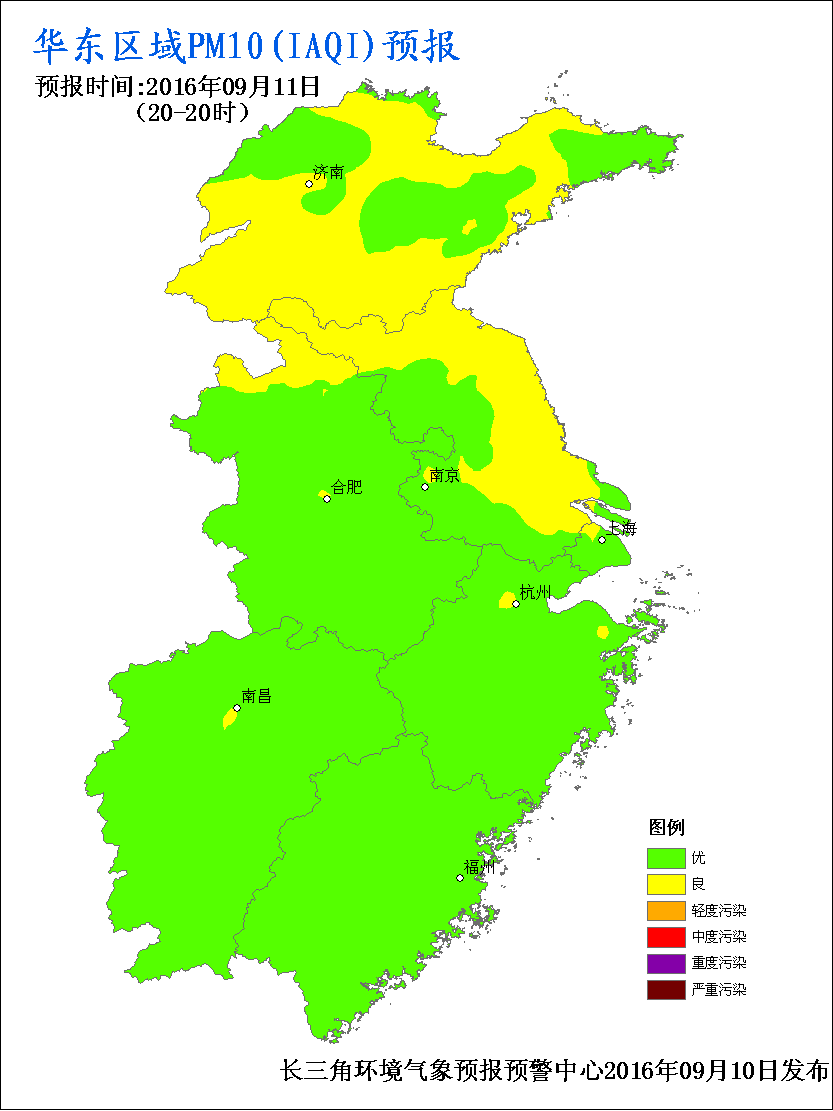 华东区域PM10(IAQI)预报
预报时间:2016年09月11日
（20-20时）
济南
南京
合肥
上海
杭州
南昌
福州
图例
优
良
轻度污染
中度污染
重度污染
严重污染
长三角环境气象预报预警中心2016年09月10日发布